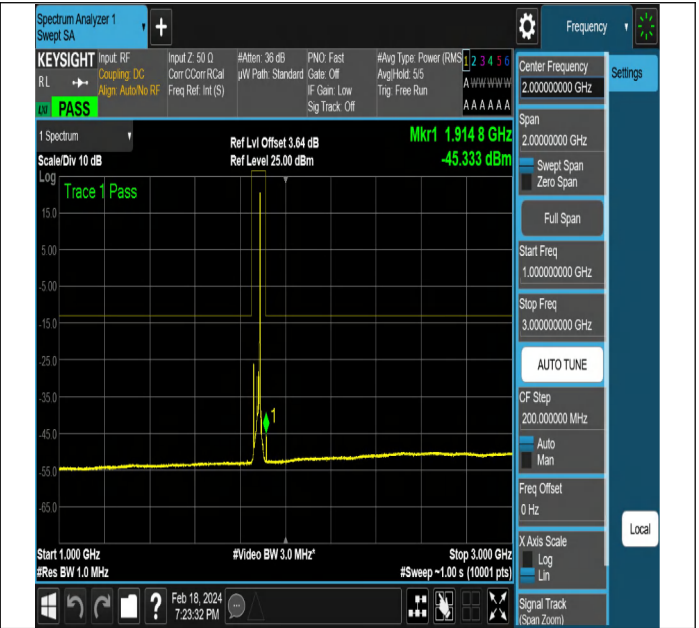 Spectrum Analyzer 1
Swept SA
+
Frequency
KEYSIGHT
RL
PASS
Input: RF
Coupling: DC
Align: Auto/No RF
Input Z: 50 Ω
Corr CCorr RCal
Freq Ref: Int (S)
#Atten: 36 dB
µW Path: Standard
PNO: Fast
Gate: Off
IF Gain: Low
Sig Track: Off
#Avg Type: Power (RMS
Avg|Hold: 5/5
Trig: Free Run
1 2 3 4 5 6
A W W W W W
A A A A A A
1 Spectrum
Scale/Div 10 dB
Ref Lvl Offset 3.64 dB
Ref Level 25.00 dBm
Mkr1 1.914 8 GHz
-45.333 dBm
Log
Trace 1 Pass
15.0
5.00
-5.00
-15.0
-25.0
-35.0
-45.0
-55.0
-65.0
1
Start 1.000 GHz
#Res BW 1.0 MHz
#Video BW 3.0 MHz*
Stop 3.000 GHz
#Sweep ~1.00 s (10001 pts)
Feb 18, 2024
7:23:32 PM
?
Center Frequency
2.000000000 GHz
Settings
Span
2.00000000 GHz
Swept Span
Zero Span
Full Span
Start Freq
1.000000000 GHz
Stop Freq
3.000000000 GHz
AUTO TUNE
CF Step
200.000000 MHz
Auto
Man
Freq Offset
0 Hz
X Axis Scale
Log
Lin
Local
Signal Track
(Span Zoom)